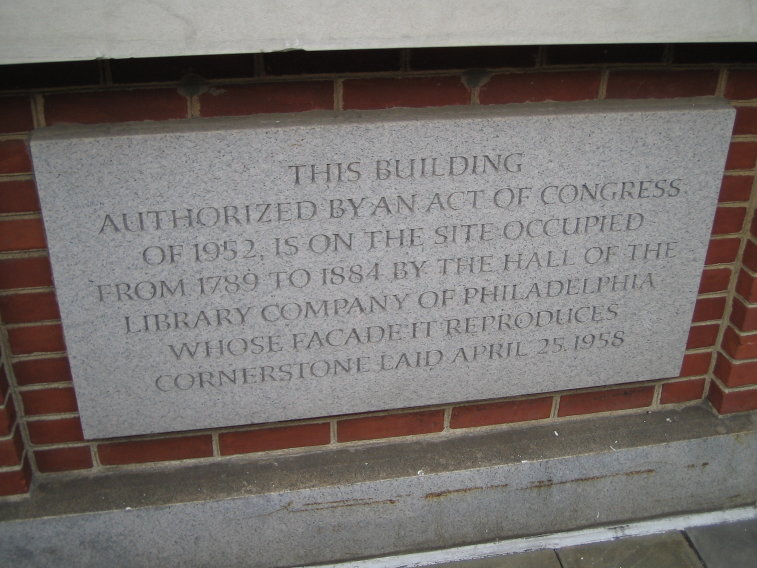 THIS BUILDING
AUTHORIZED BY AN ACT OF CONGRESS
OF 1952, IS ON THE SITE OCCUPIED
FROM 1789 TO 1884 BY THE HALL OF THE
LIBRARY COMPANY OF PHILADELPHIA
WHOSE FACADE IT REPRODUCES
CORNERSTONE LAID APRIL 25, 1958